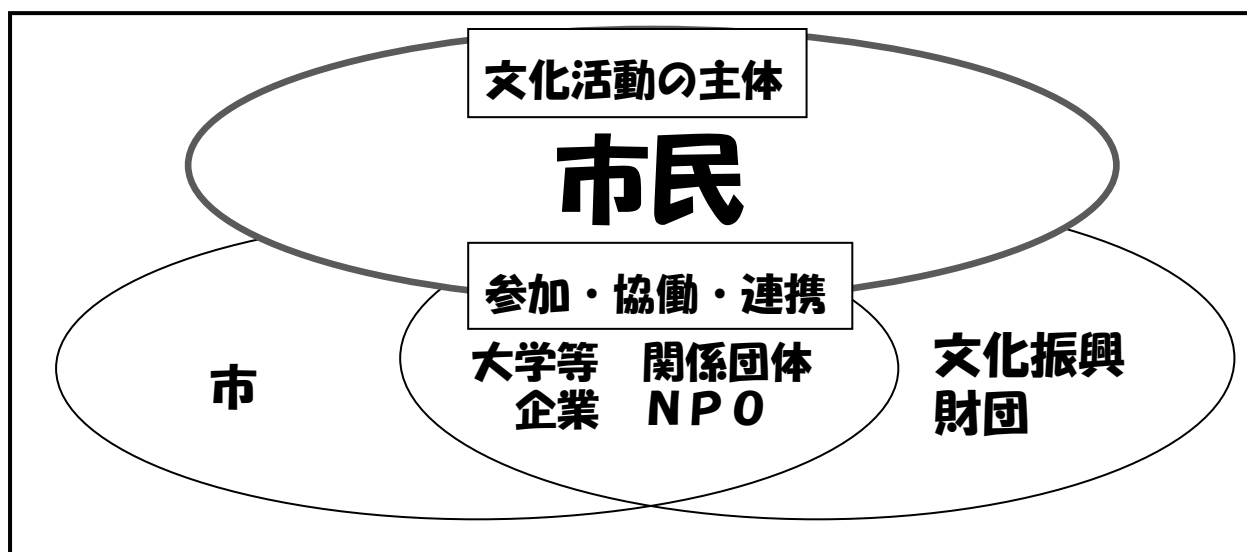 文化活動の主体
市民
参加・協働・連携
大学等　関係団体
企業　ＮＰＯ
市
文化振興
財団